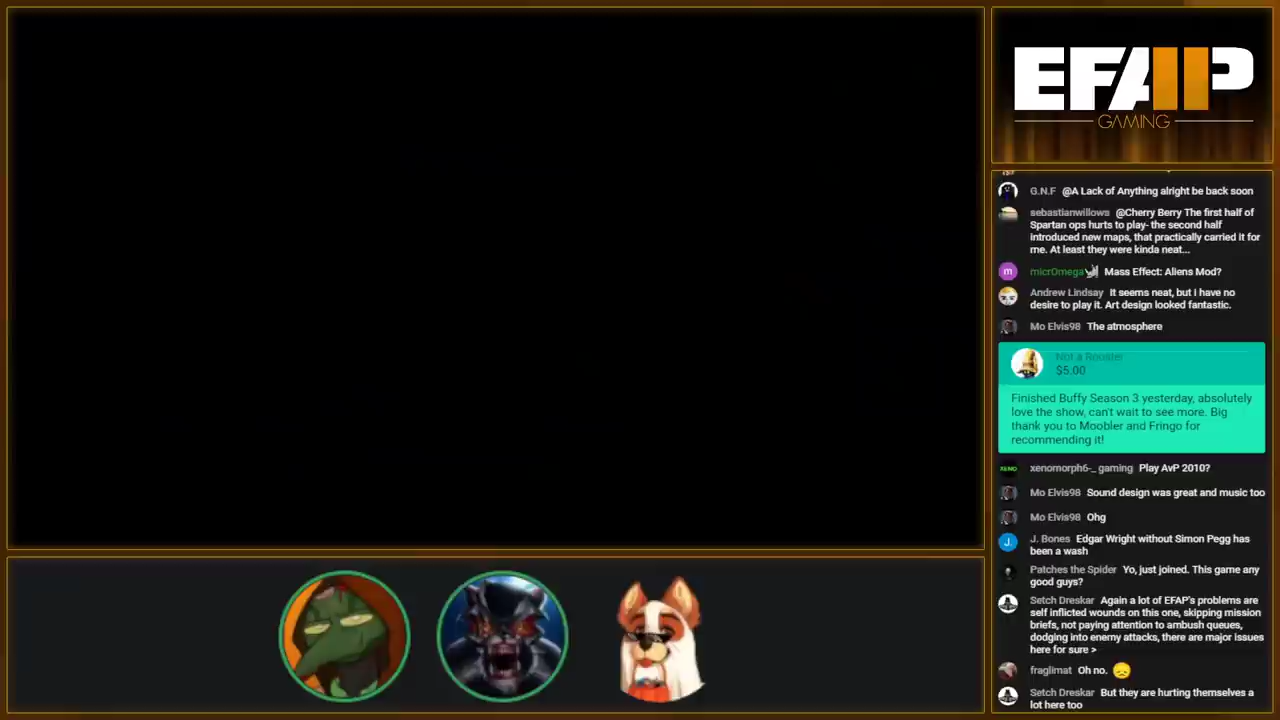 EFAP
GAMING
G.N.F @A Lack of Anything alright be back soon
sebastianwillows @Cherry Berry The first half of
Spartan ops hurts to play- the second half
introduced new maps, that practically carried it for
me. At least they were kinda neat...
m
micrOmega Mass Effect: Aliens Mod?
Andrew Lindsay It seems neat, but I have no
desire to play it. Art design looked fantastic.
Mo Elvis98 The atmosphere
Not a Rooster
$5.00
Finished Buffy Season 3 yesterday, absolutely
love the show, can't wait to see more. Big
thank you to Moobler and Fringo for
recommending it!
XENO
xenomorph6-_ gaming Play AvP 2010?
Mo Elvis98 Sound design was great and music too
Mo Elvis98 Ohg
J.
J. Bones Edgar Wright without Simon Pegg has
been a wash
Patches the Spider Yo, just joined. This game any
good guys?
Setch Dreskar Again a lot of EFAP's problems are
self inflicted wounds on this one, skipping mission
briefs, not paying attention to ambush queues,
dodging into enemy attacks, there are major issues
here for sure >
fraglimat Oh no. 😞
Setch Dreskar But they are hurting themselves a
lot here too